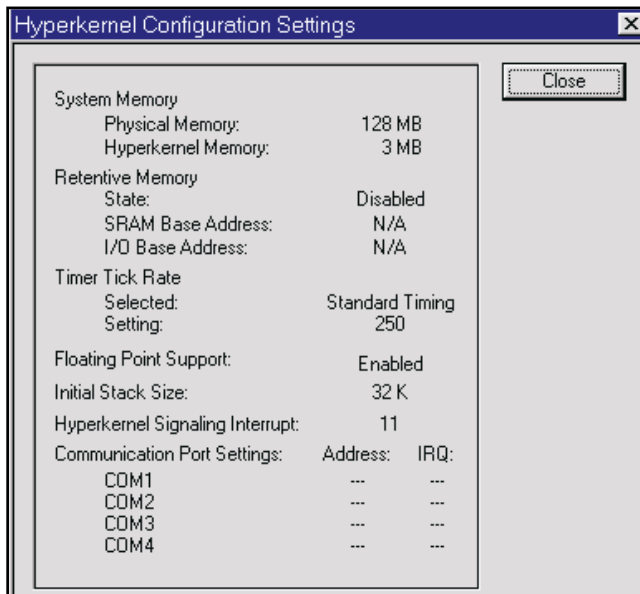 Hyperkernel Configuration Settings
Close
System Memory
Physical Memory: 128 MB
Hyperkernel Memory: 3 MB
Retentive Memory
State: Disabled
SRAM Base Address: N/A
I/O Base Address: N/A
Timer Tick Rate
Selected: Standard Timing
Setting: 250
Floating Point Support: Enabled
Initial Stack Size: 32 K
Hyperkernel Signaling Interrupt: 11
Communication Port Settings: Address: IRQ:
COM1 --- ---
COM2 --- ---
COM3 --- ---
COM4 --- ---